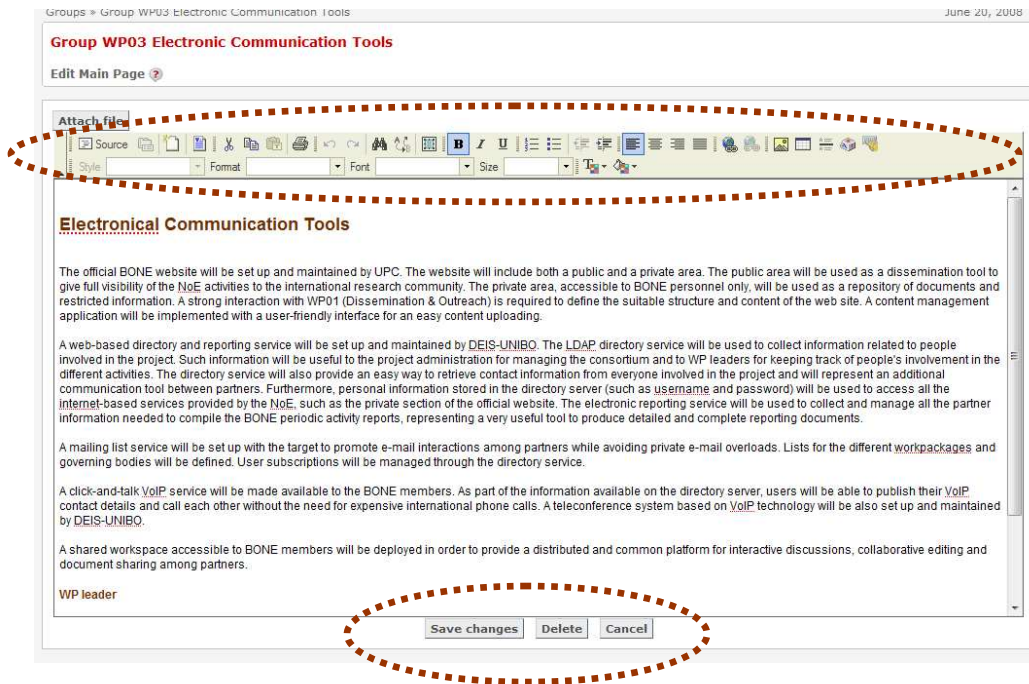 Groups » Group WP03 Electronic Communication Tools June 20, 2008
Group WP03 Electronic Communication Tools
Edit Main Page ?
Attach file
Source B I U
Style Format Font Size T
Electronical Communication Tools
The official BONE website will be set up and maintained by UPC. The website will include both a public and a private area. The public area will be used as a dissemination tool to
give full visibility of the NoE activities to the international research community. The private area, accessible to BONE personnel only, will be used as a repository of documents and
restricted information. A strong interaction with WP01 (Dissemination & Outreach) is required to define the suitable structure and content of the web site. A content management
application will be implemented with a user-friendly interface for an easy content uploading.
A web-based directory and reporting service will be set up and maintained by DEIS-UNIBO. The LDAP directory service will be used to collect information related to people
involved in the project. Such information will be useful to the project administration for managing the consortium and to WP leaders for keeping track of people's involvement in the
different activities. The directory service will also provide an easy way to retrieve contact information from everyone involved in the project and will represent an additional
communication tool between partners. Furthermore, personal information stored in the directory server (such as username and password) will be used to access all the
internet-based services provided by the NoE, such as the private section of the official website. The electronic reporting service will be used to collect and manage all the partner
information needed to compile the BONE periodic activity reports, representing a very useful tool to produce detailed and complete reporting documents.
A mailing list service will be set up with the target to promote e-mail interactions among partners while avoiding private e-mail overloads. Lists for the different workpackages and
governing bodies will be defined. User subscriptions will be managed through the directory service.
A click-and-talk VoIP service will be made available to the BONE members. As part of the information available on the directory server, users will be able to publish their VoIP
contact details and call each other without the need for expensive international phone calls. A teleconference system based on VoIP technology will be also set up and maintained
by DEIS-UNIBO.
A shared workspace accessible to BONE members will be deployed in order to provide a distributed and common platform for interactive discussions, collaborative editing and
document sharing among partners.
WP leader
Save changes Delete Cancel